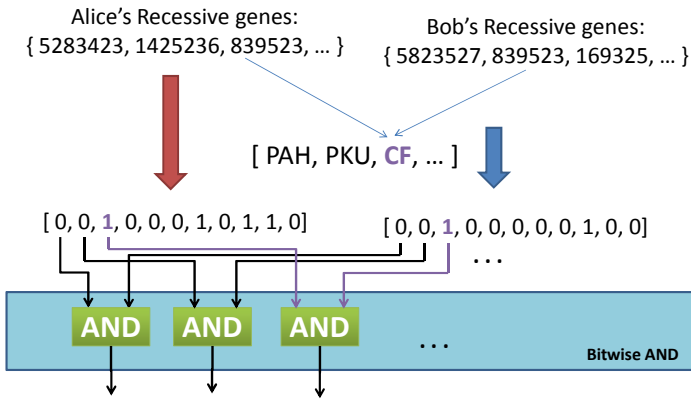 Alice's Recessive genes:
{ 5283423, 1425236, 839523, ... }
Bob's Recessive genes:
{ 5823527, 839523, 169325, ... }
[ PAH, PKU, CF, ... ]
[ 0, 0, 1, 0, 0, 0, 1, 0, 1, 1, 0]
[ 0, 0, 1, 0, 0, 0, 0, 0, 1, 0, 0]
...
AND
AND
AND
...
Bitwise AND